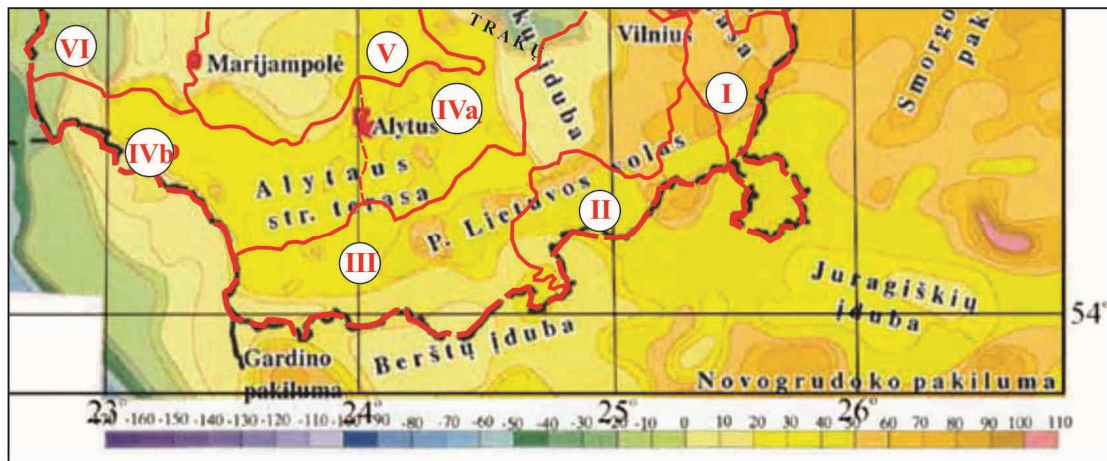 VI
V
TRAKŲ
Vilnius
Smorgo
pak
Marijampolė
įduba
I
IVa
Alytus
IVb
Alytaus
str. terasa
P. Lietuvos volas
II
III
Juragiškių
įduba
54°
Berštų įduba
Gardino
pakiluma
Novogrudoko pakiluma
23° 24° 25° 26°
-160 -150 -140 -130 -120 -110 -100 -90 -80 -70 -60 -50 -40 -30 -20 -10 0 10 20 30 40 50 60 70 80 90 100 110